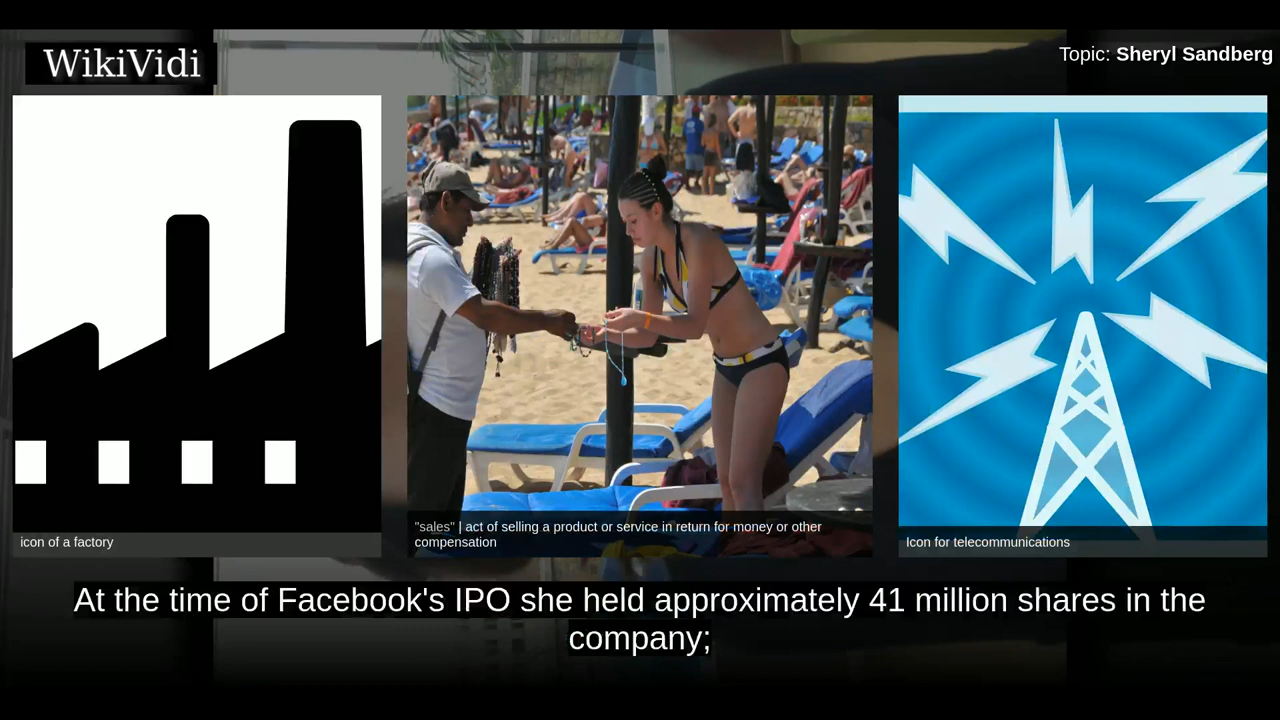 WikiVidi
Topic: Sheryl Sandberg
icon of a factory
"sales" | act of selling a product or service in return for money or other
compensation
Icon for telecommunications
At the time of Facebook's IPO she held approximately 41 million shares in the
company;